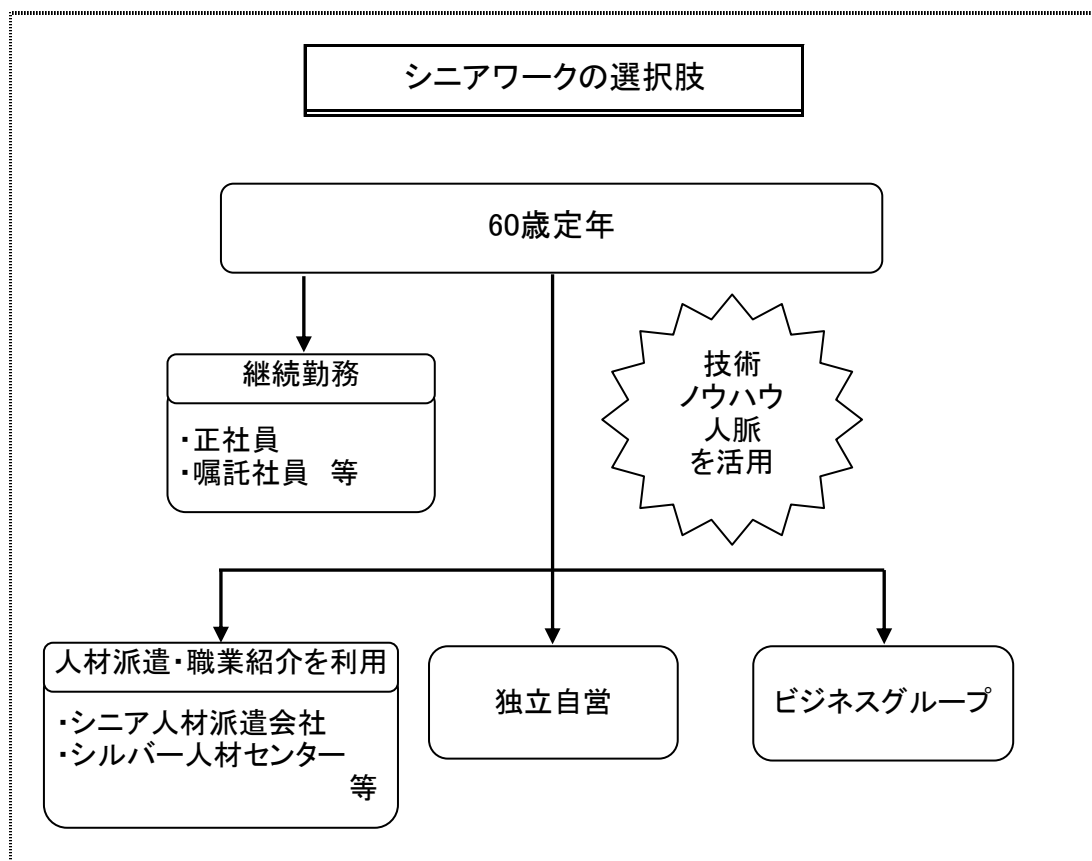 シニアワークの選択肢
60歳定年
継続勤務
・正社員
・嘱託社員　等
技術
ノウハウ
人脈
を活用
人材派遣・職業紹介を利用
・シニア人材派遣会社
・シルバー人材センター
等
独立自営
ビジネスグループ